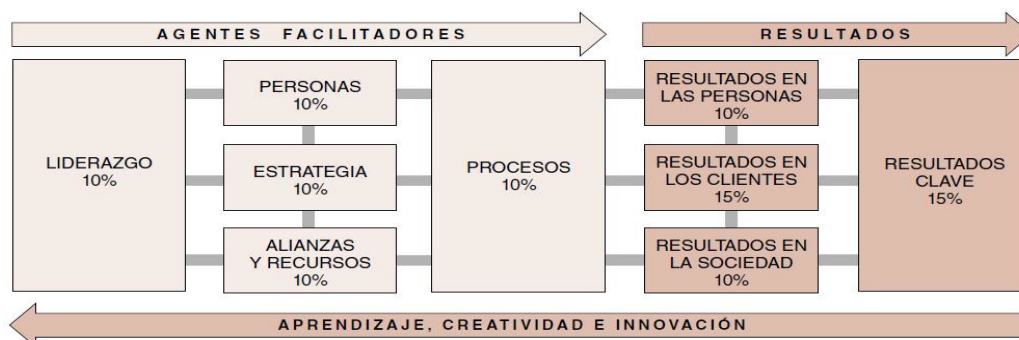 AGENTES FACILITADORES
RESULTADOS
LIDERAZGO
10%
PERSONAS
10%
ESTRATEGIA
10%
ALIANZAS
Y RECURSOS
10%
PROCESOS
10%
RESULTADOS EN
LAS PERSONAS
10%
RESULTADOS EN
LOS CLIENTES
15%
RESULTADOS EN
LA SOCIEDAD
10%
RESULTADOS
CLAVE
15%
APRENDIZAJE, CREATIVIDAD E INNOVACIÓN